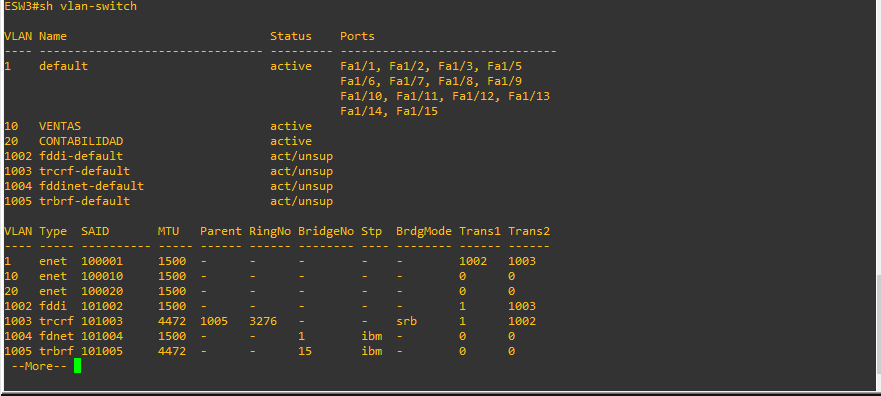 ESW3#sh vlan-switch
VLAN Name                             Status    Ports
---- -------------------------------- --------- -------------------------------
1    default                          active    Fa1/1, Fa1/2, Fa1/3, Fa1/5
                                                Fa1/6, Fa1/7, Fa1/8, Fa1/9
                                                Fa1/10, Fa1/11, Fa1/12, Fa1/13
                                                Fa1/14, Fa1/15
10   VENTAS                           active
20   CONTABILIDAD                     active
1002 fddi-default                     act/unsup
1003 trcrf-default                    act/unsup
1004 fddinet-default                  act/unsup
1005 trbrf-default                    act/unsup
VLAN Type  SAID       MTU   Parent RingNo BridgeNo Stp  BrdgMode Trans1 Trans2
---- ----- ---------- ----- ------ ------ -------- ---- -------- ------ ------
1    enet  100001     1500  -      -      -        -    -        1002   1003
10   enet  100010     1500  -      -      -        -    -        0      0
20   enet  100020     1500  -      -      -        -    -        0      0
1002 fddi  101002     1500  -      -      -        -    -        1      1003
1003 trcrf 101003     4472  1005   3276   -        -    srb      1      1002
1004 fdnet 101004     1500  -      -      1        ibm  -        0      0
1005 trbrf 101005     4472  -      -      15       ibm  -        0      0
 --More--